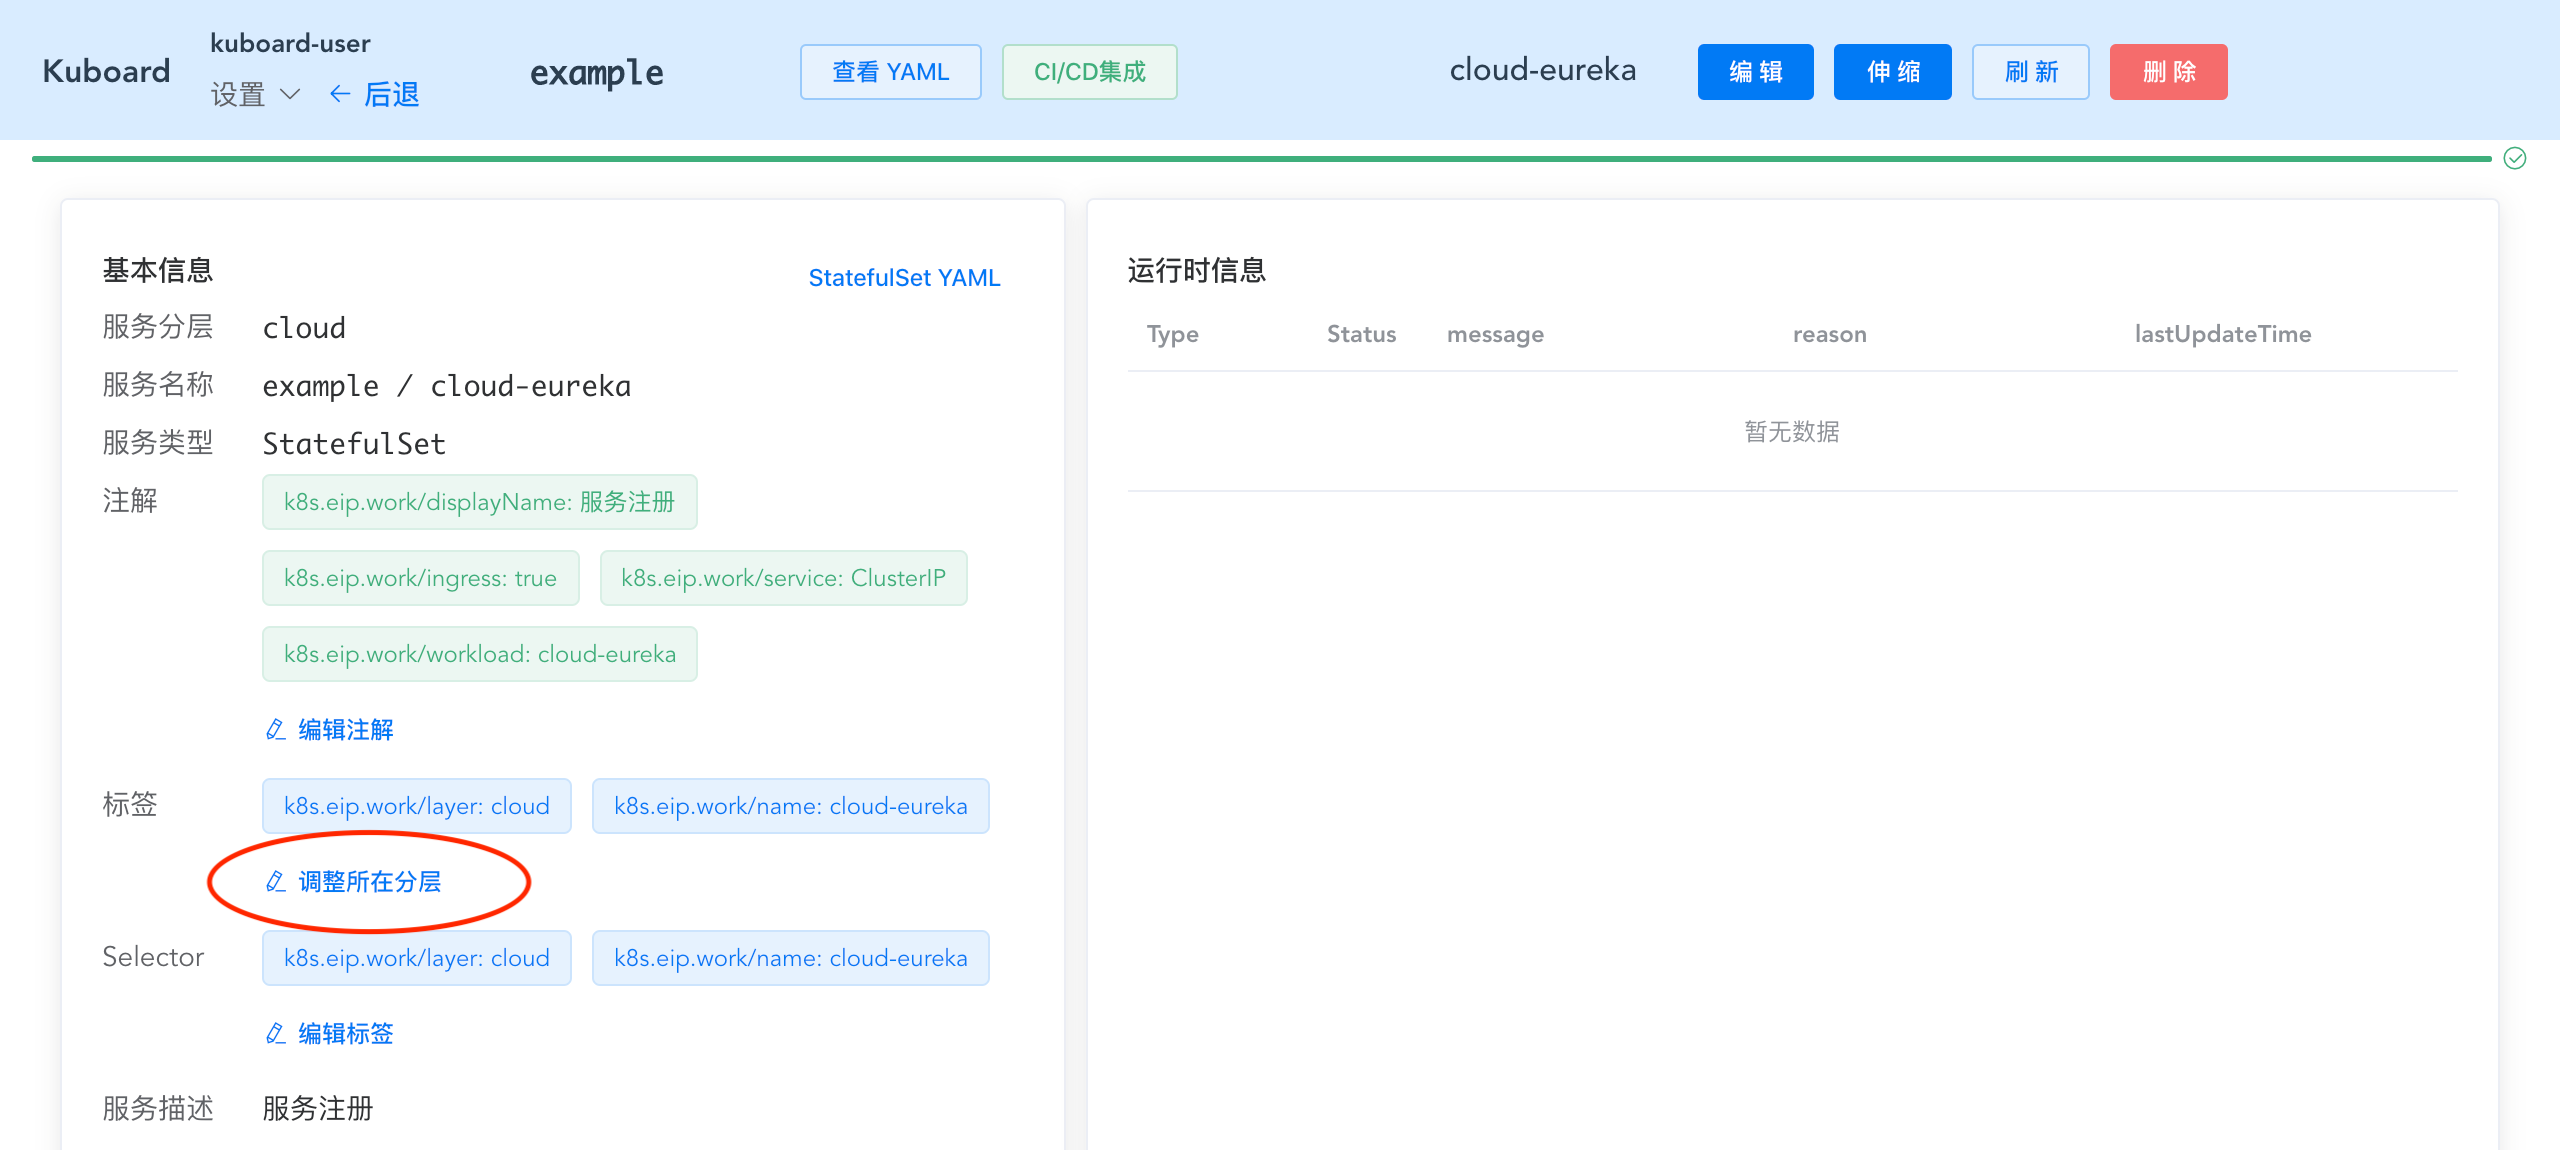 Kuboard
kuboard-user
设置 后退
example
查看 YAML
CI/CD集成
cloud-eureka
编 辑
伸 缩
刷 新
删 除
基本信息
StatefulSet YAML
服务分层 cloud
服务名称 example / cloud-eureka
服务类型 StatefulSet
注解 k8s.eip.work/displayName: 服务注册
k8s.eip.work/ingress: true k8s.eip.work/service: ClusterIP
k8s.eip.work/workload: cloud-eureka
编辑注解
标签 k8s.eip.work/layer: cloud k8s.eip.work/name: cloud-eureka
调整所在分层
Selector k8s.eip.work/layer: cloud k8s.eip.work/name: cloud-eureka
编辑标签
服务描述 服务注册
运行时信息
Type Status message reason lastUpdateTime
暂无数据